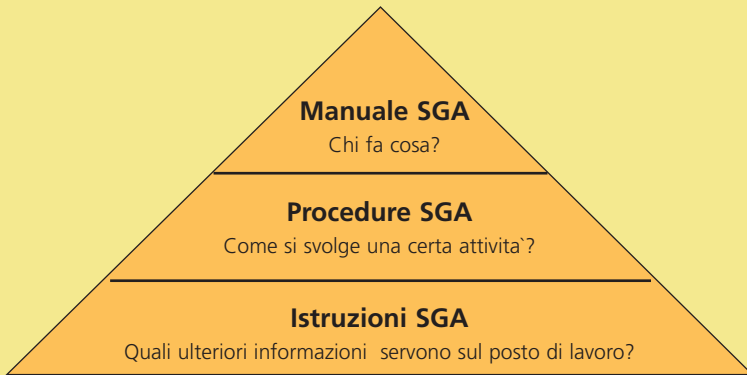 Manuale SGA
Chi fa cosa?
Procedure SGA
Come si svolge una certa attivita`?
Istruzioni SGA
Quali ulteriori informazioni  servono sul posto di lavoro?